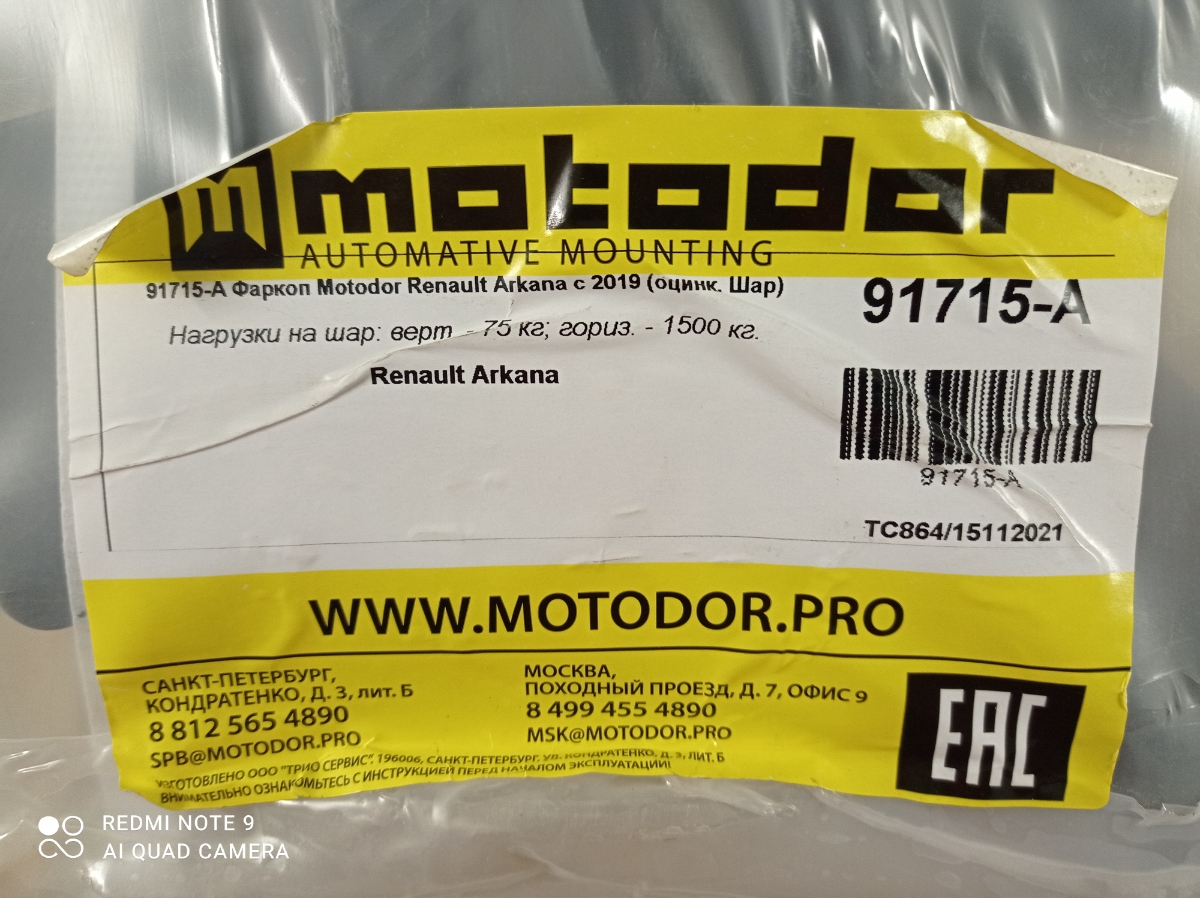 motodor
AUTOMATIVE MOUNTING
91715-А Фаркоп Motodor Renault Arkana с 2019 (оцинк. Шар)
91715-A
Нагрузки на шар: верт - 75 кг; гориз. - 1500 кг.
Renault Arkana
91715-A
TC864/15112021
WWW.MOTODOR.PRO
САНКТ-ПЕТЕРБУРГ,
КОНДРАТЕНКО, Д. 3, лит. Б
8 812 565 4890
SPB@MOTODOR.PRO
МОСКВА,
ПОХОДНЫЙ ПРОЕЗД, Д. 7, ОФИС 9
8 499 455 4890
MSK@MOTODOR.PRO
ИЗГОТОВЛЕНО ООО "ТРИО СЕРВИС". 196006, САНКТ-ПЕТЕРБУРГ, УЛ. КОНДРАТЕНКО, Д. 3, ЛИТ. Б
ВНИМАТЕЛЬНО ОЗНАКОМЬТЕСЬ С ИНСТРУКЦИЕЙ ПЕРЕД НАЧАЛОМ ЭКСПЛУАТАЦИИ!
EAC
REDMI NOTE 9
AI QUAD CAMERA